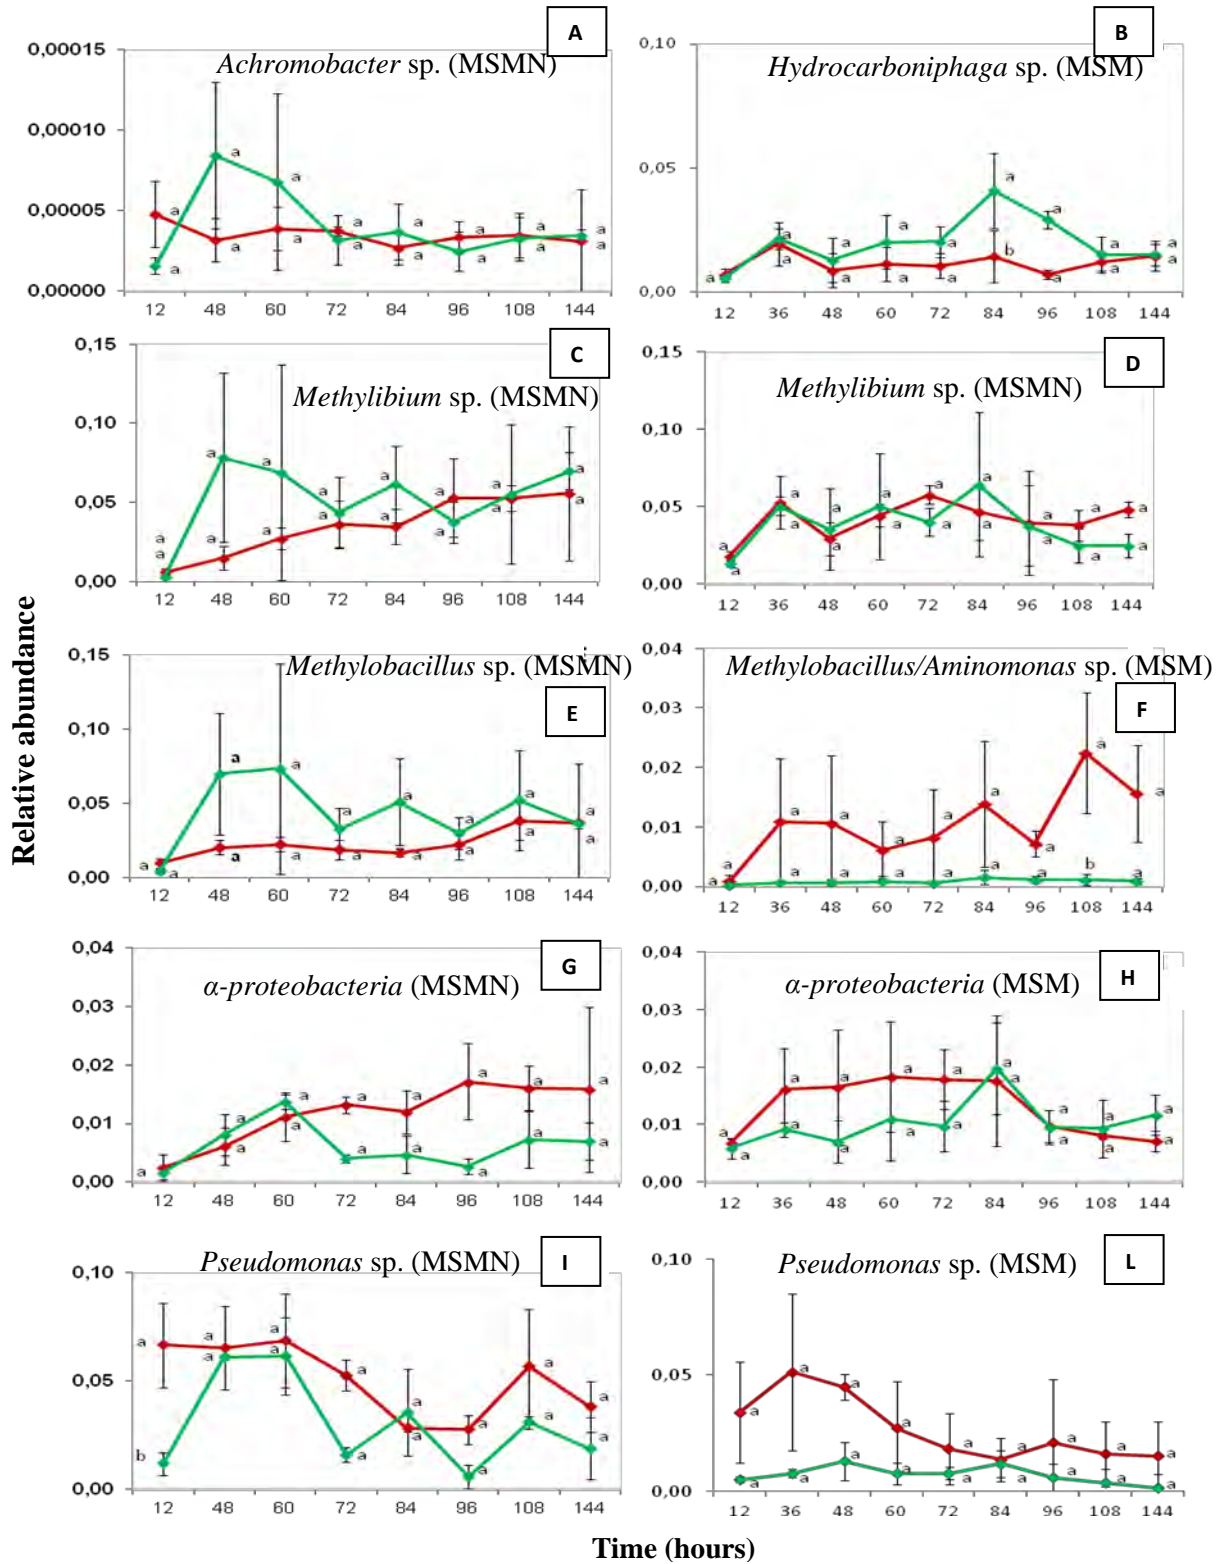 A
Achromobacter sp. (MSMN)
0,00015
0,00010
0,00005
0,00000
12 48 60 72 84 96 108 144
a a a a a a a a
a a a a a a a a
B
Hydrocarboniphaga sp. (MSM)
0,10
0,05
0,00
12 36 48 60 72 84 96 108 144
a a a a a a a a
a a a a b a a a
C
Methylibium sp. (MSMN)
0,15
0,10
0,05
0,00
12 48 60 72 84 96 108 144
a a a a a a a a
a a a a a a a a
D
Methylibium sp. (MSMN)
0,15
0,10
0,05
0,00
12 36 48 60 72 84 96 108 144
a a a a a a a a a
a a a a a a a a a
E
Methylobacillus sp. (MSMN)
0,15
0,10
0,05
0,00
12 48 60 72 84 96 108 144
a a a a a a a a
a a a a a a a a
F
Methylobacillus/Aminomonas sp. (MSM)
0,04
0,03
0,02
0,01
0,00
12 36 48 60 72 84 96 108 144
a a a a a a a a a
a a a a a a a b a
G
α-proteobacteria (MSMN)
0,04
0,03
0,02
0,01
0,00
12 48 60 72 84 96 108 144
a a a a a a a a
a a a a a a a
H
α-proteobacteria (MSM)
0,04
0,03
0,02
0,01
0,00
12 36 48 60 72 84 96 108 144
a a a a a a a a a
a a a a a a a a a
I
Pseudomonas sp. (MSMN)
0,10
0,05
0,00
12 48 60 72 84 96 108 144
a a a a a a a a
b a a a a a a a
L
Pseudomonas sp. (MSM)
0,10
0,05
0,00
12 36 48 60 72 84 96 108 144
a a a a a a a a a
a a a a a a a a a
Relative abundance
Time (hours)